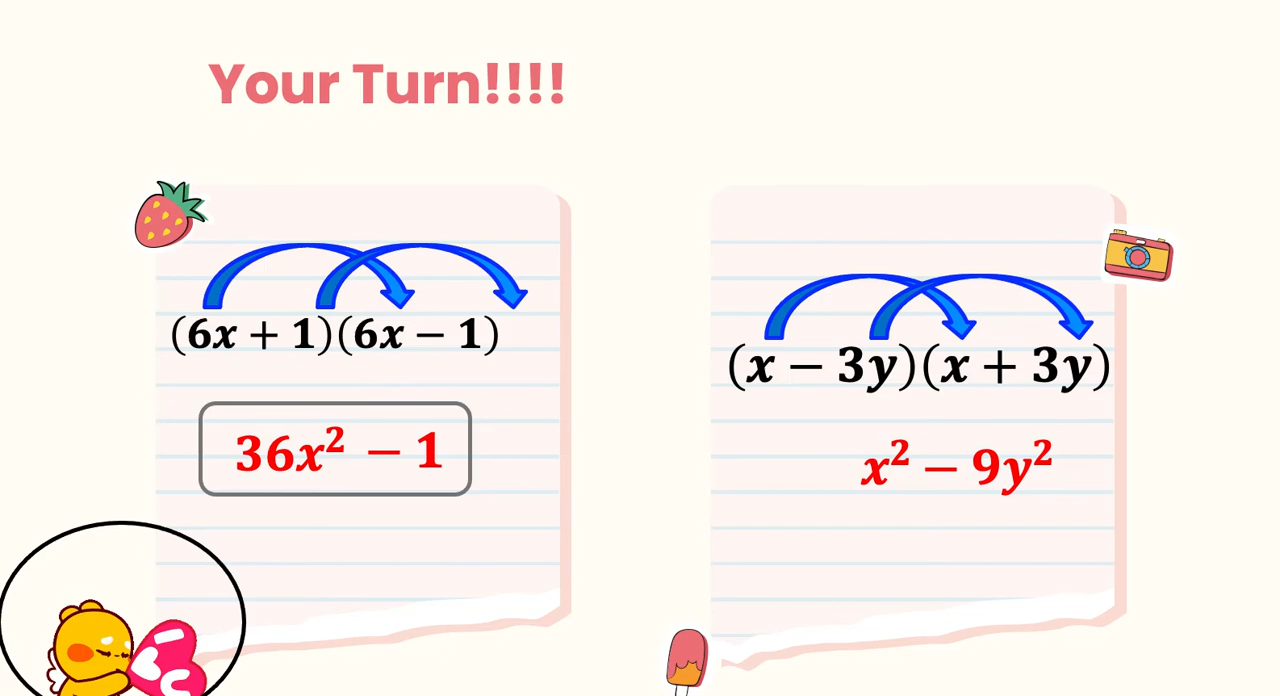 Your Turn!!!!
(6x + 1)(6x − 1)
36x² − 1
(x − 3y)(x + 3y)
x² − 9y²